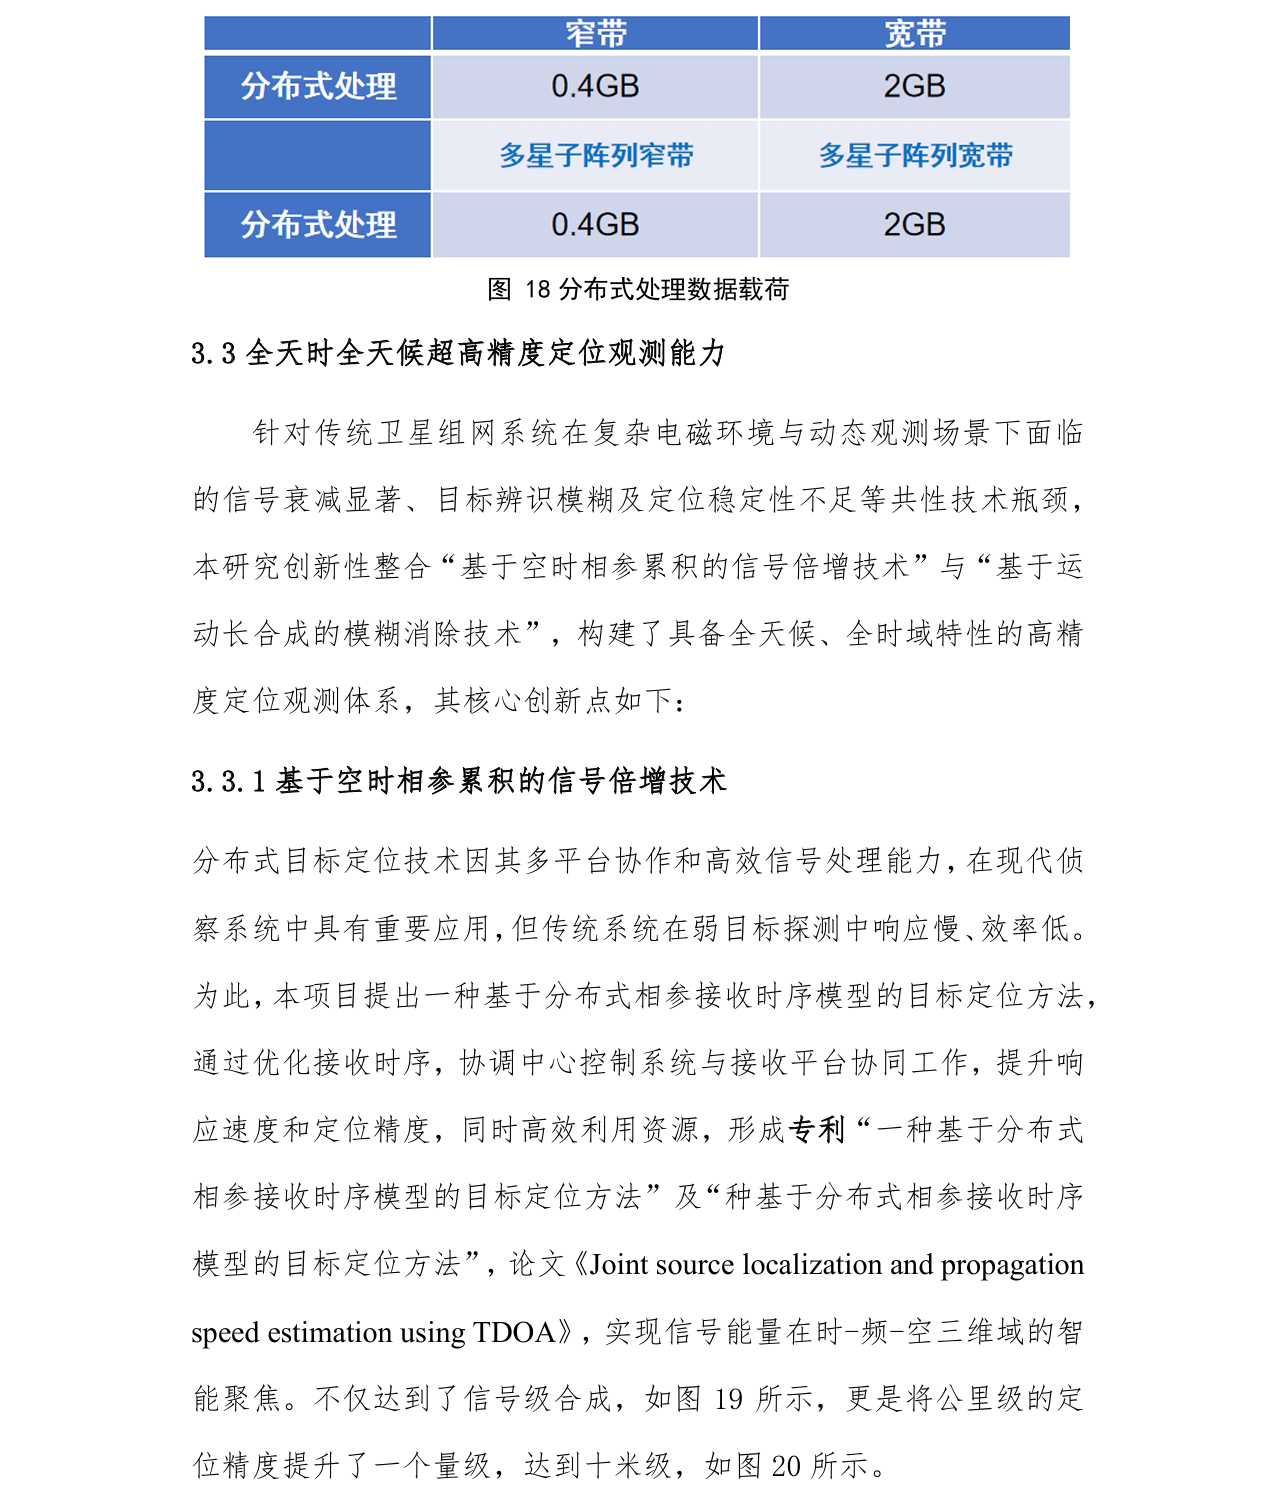 窄带 宽带
分布式处理 0.4GB 2GB
多星子阵列窄带 多星子阵列宽带
分布式处理 0.4GB 2GB
图 18 分布式处理数据载荷
3.3 全天时全天候超高精度定位观测能力
针对传统卫星组网系统在复杂电磁环境与动态观测场景下面临
的信号衰减显著、目标辨识模糊及定位稳定性不足等共性技术瓶颈，
本研究创新性整合“基于空时相参累积的信号倍增技术”与“基于运
动长合成的模糊消除技术”，构建了具备全天候、全时域特性的高精
度定位观测体系，其核心创新点如下：
3.3.1 基于空时相参累积的信号倍增技术
分布式目标定位技术因其多平台协作和高效信号处理能力，在现代侦
察系统中具有重要应用，但传统系统在弱目标探测中响应慢、效率低。
为此，本项目提出一种基于分布式相参接收时序模型的目标定位方法，
通过优化接收时序，协调中心控制系统与接收平台协同工作，提升响
应速度和定位精度，同时高效利用资源，形成专利“一种基于分布式
相参接收时序模型的目标定位方法”及“种基于分布式相参接收时序
模型的目标定位方法”，论文《Joint source localization and propagation
speed estimation using TDOA》，实现信号能量在时-频-空三维域的智
能聚焦。不仅达到了信号级合成，如图 19 所示，更是将公里级的定
位精度提升了一个量级，达到十米级，如图 20 所示。